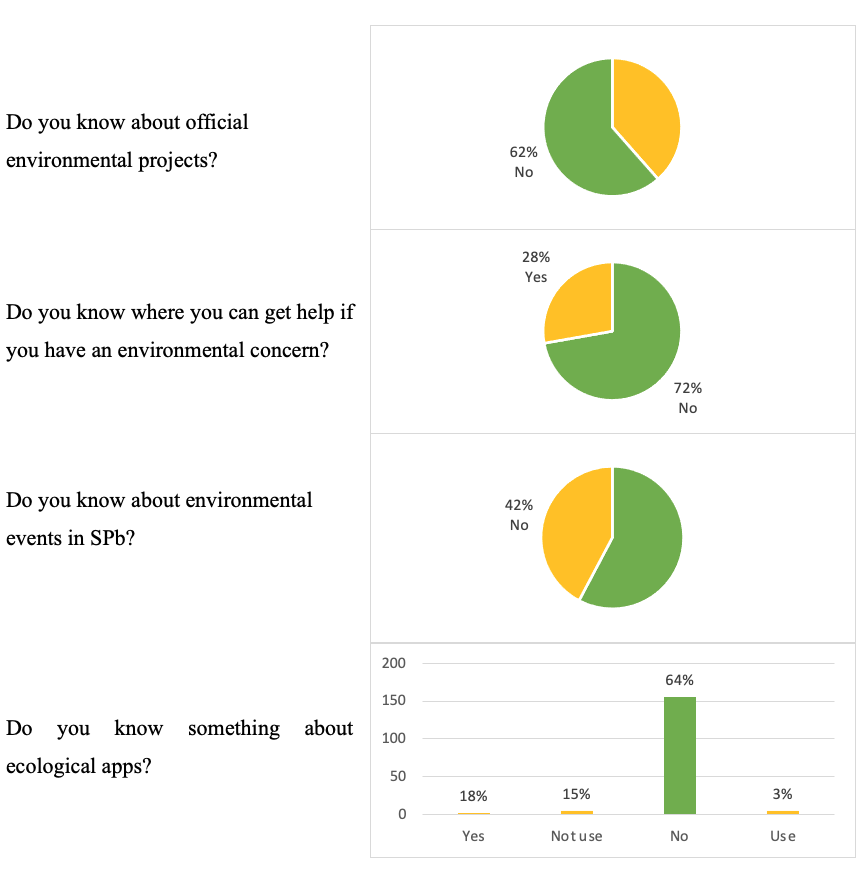 Do you know about official
environmental projects?
62%
No
Do you know where you can get help if
you have an environmental concern?
28%
Yes
72%
No
Do you know about environmental
events in SPb?
42%
No
Do you know something about
ecological apps?
200
150
100
50
0
64%
18%
15%
3%
Yes
Not use
No
Use